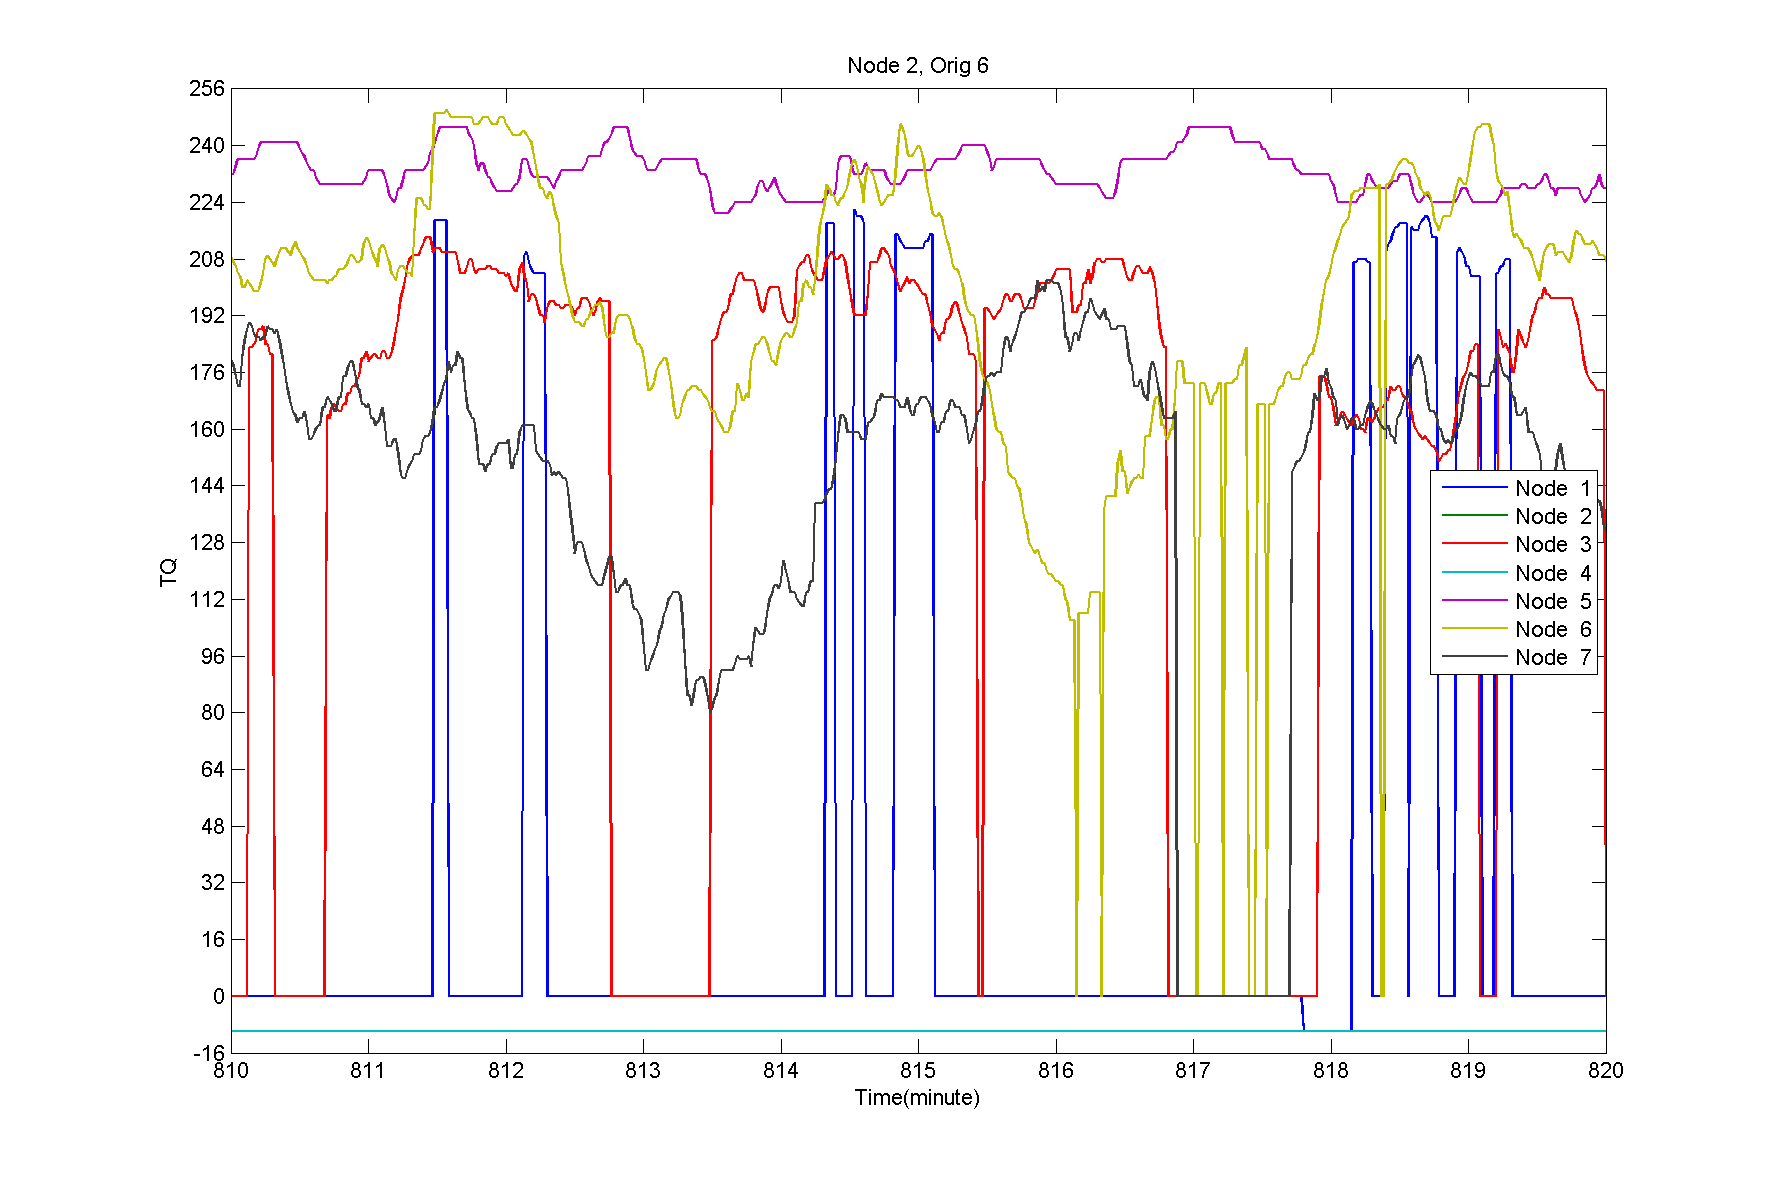 Node 2, Orig 6
256
240
224
208
192
176
160
144
128
112
96
80
64
48
32
16
0
-16
TQ
Node 1
Node 2
Node 3
Node 4
Node 5
Node 6
Node 7
810 811 812 813 814 815 816 817 818 819 820
Time(minute)